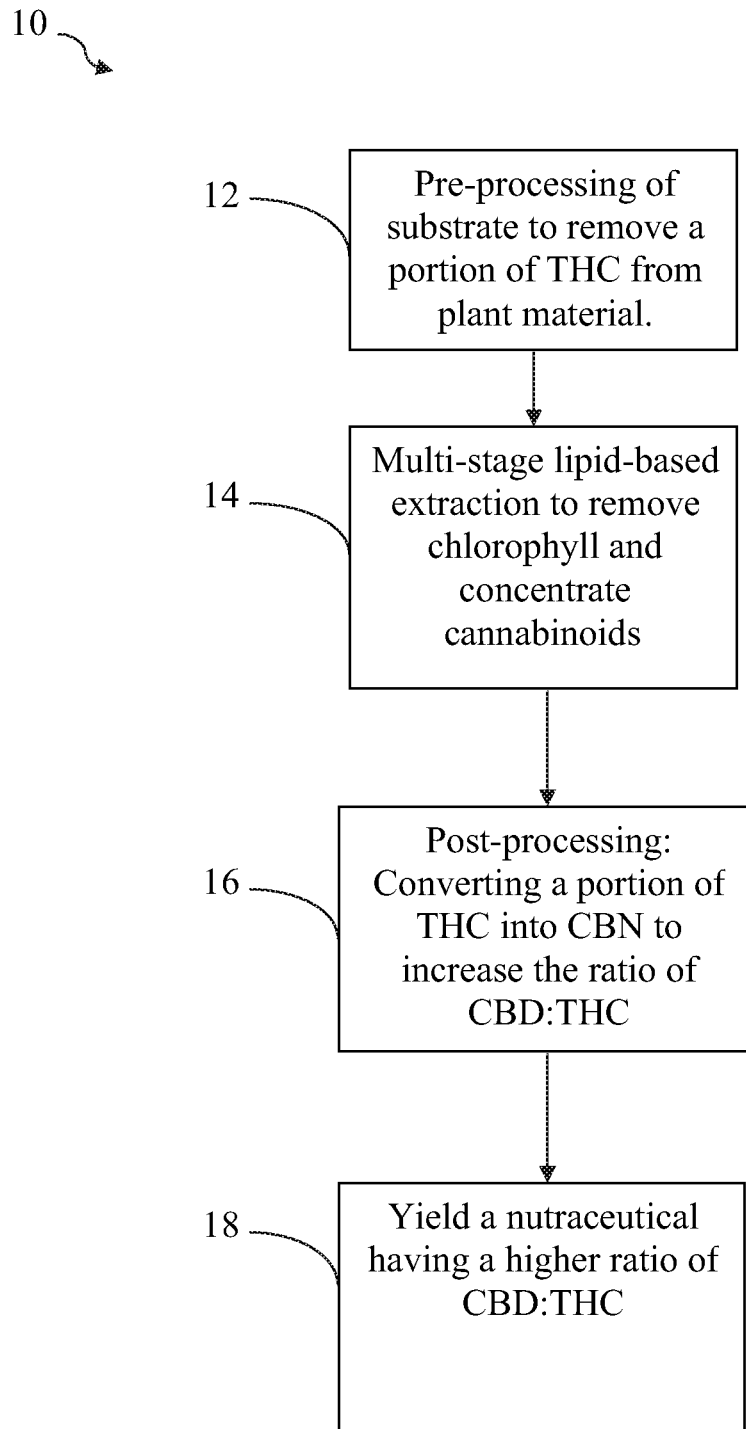 10
12
Pre-processing of
substrate to remove a
portion of THC from
plant material.
14
Multi-stage lipid-based
extraction to remove
chlorophyll and
concentrate
cannabinoids
16
Post-processing:
Converting a portion of
THC into CBN to
increase the ratio of
CBD:THC
18
Yield a nutraceutical
having a higher ratio of
CBD:THC